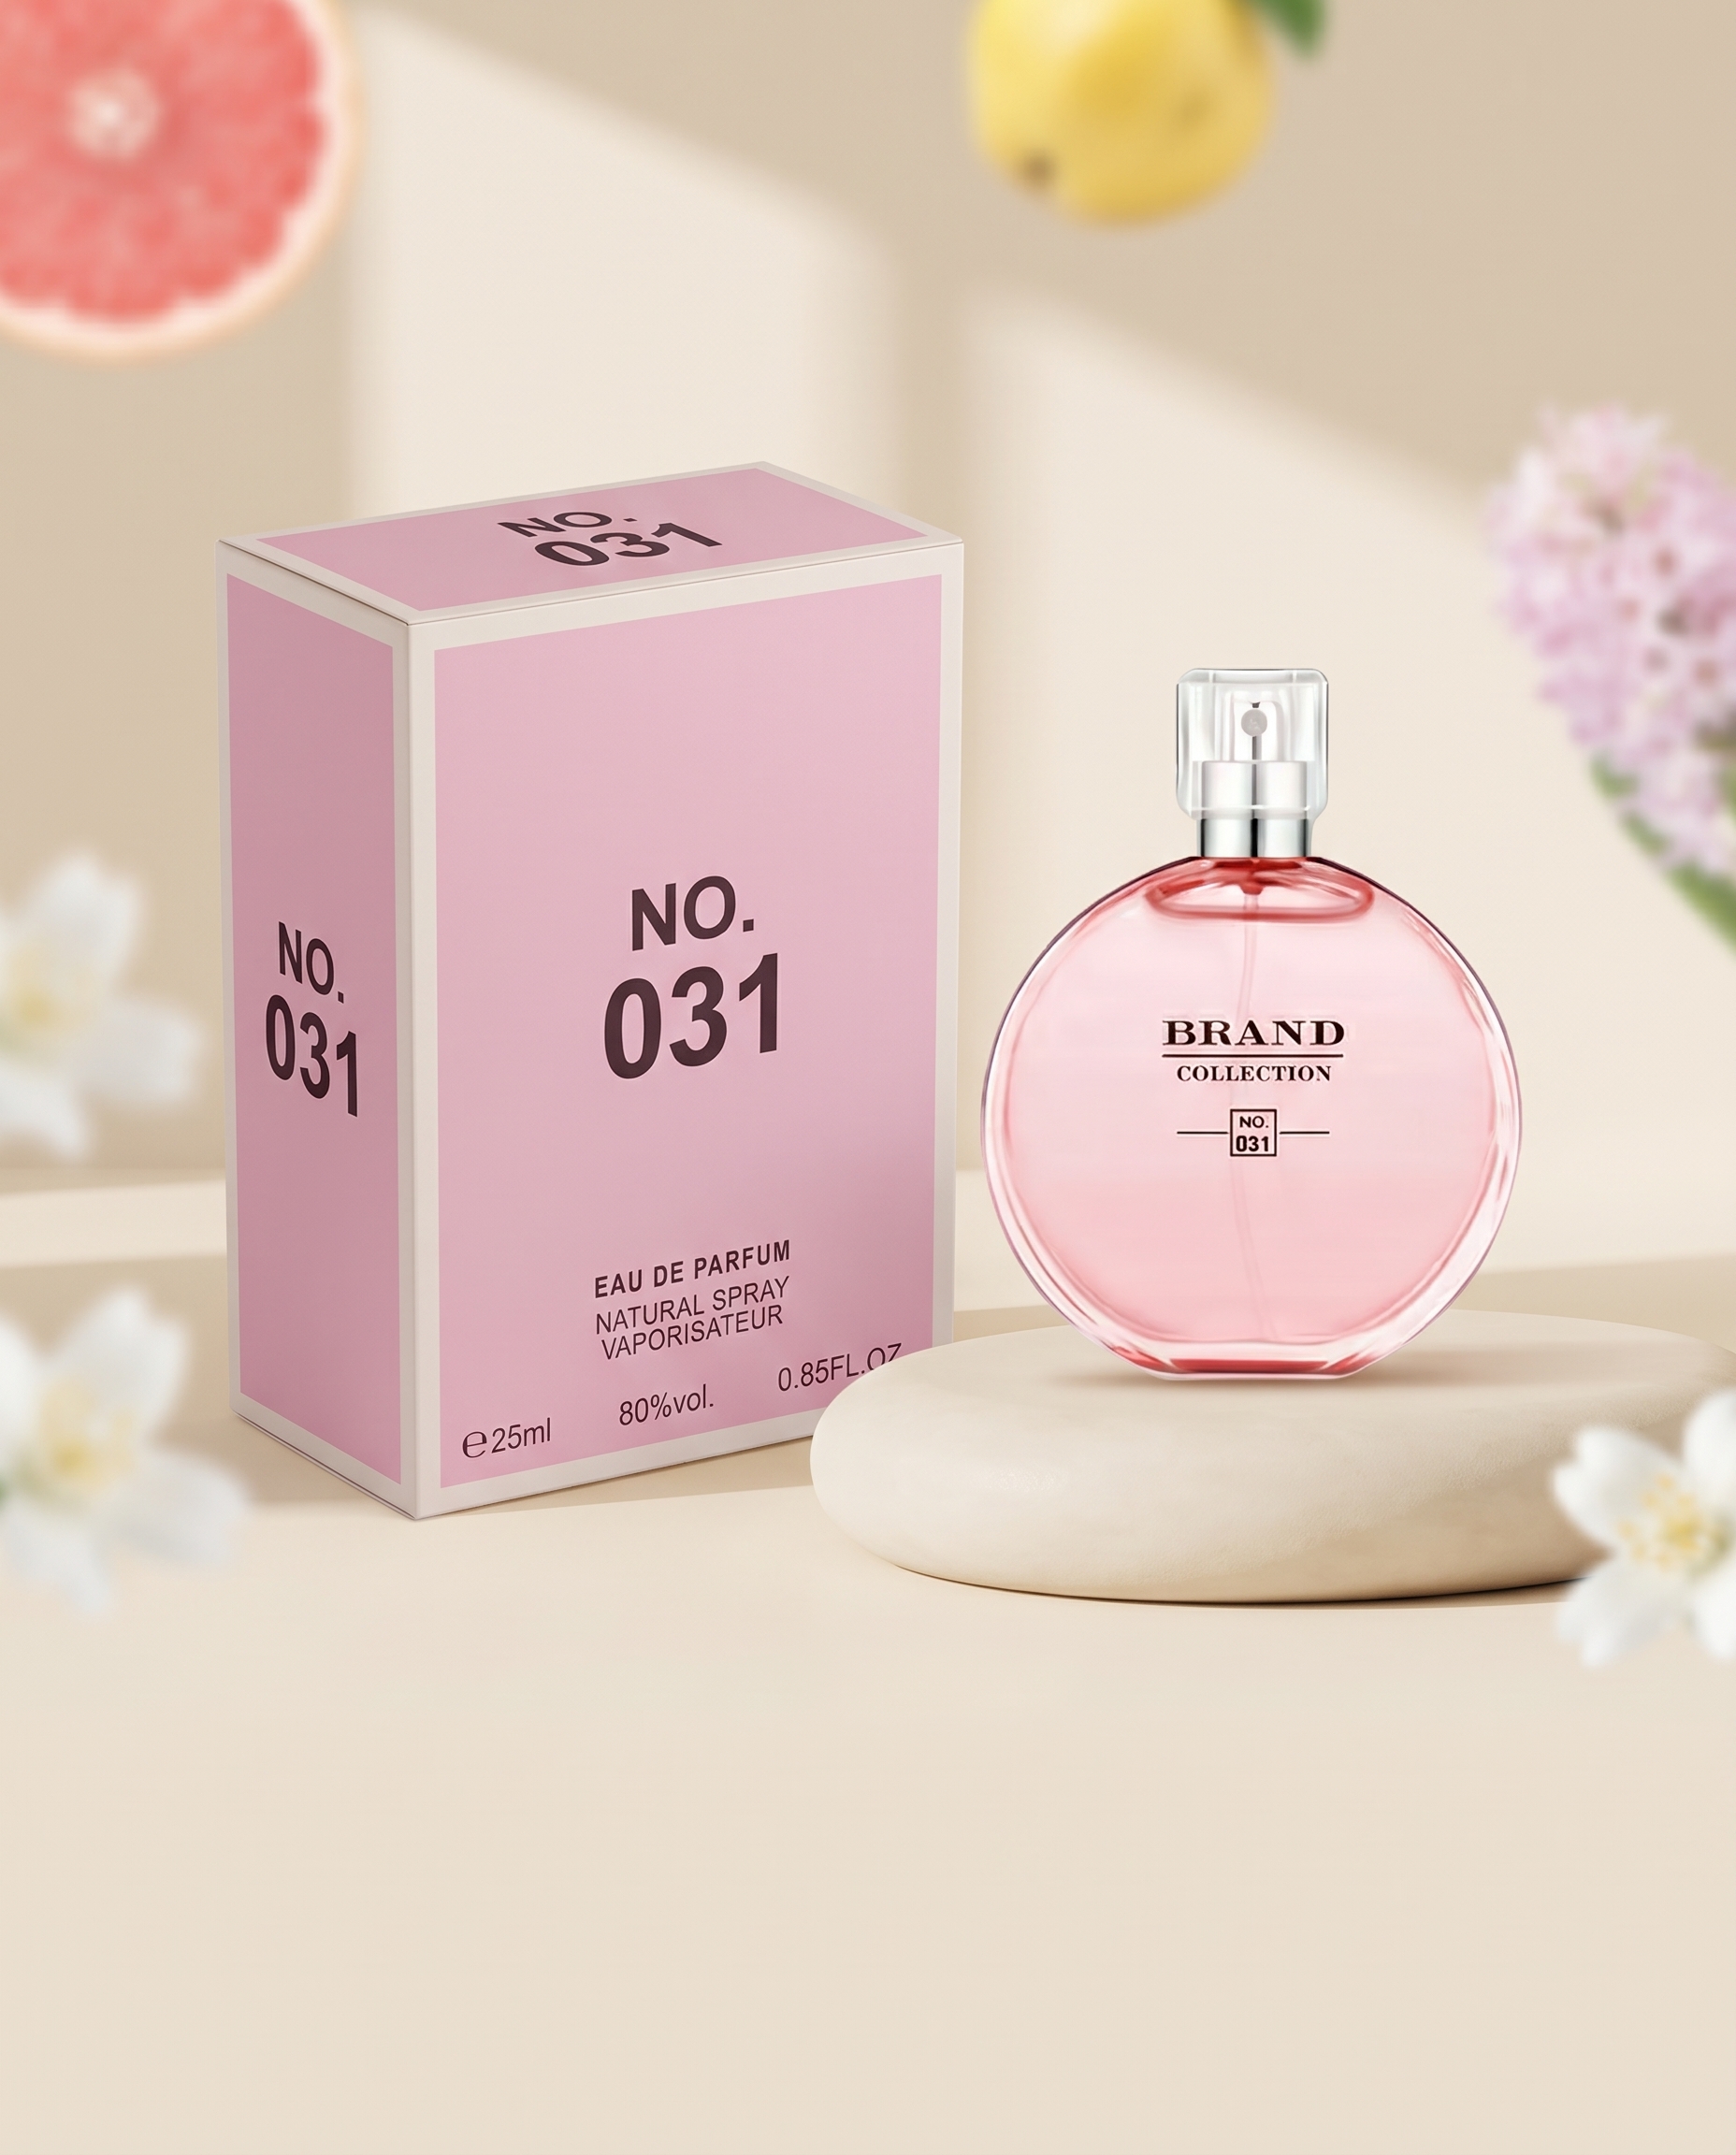 NO.
031
NO.
031
NO.
031
EAU DE PARFUM
NATURAL SPRAY
VAPORISATEUR
℮25ml
80%vol.
0.85FL.OZ
BRAND
COLLECTION
NO.
031